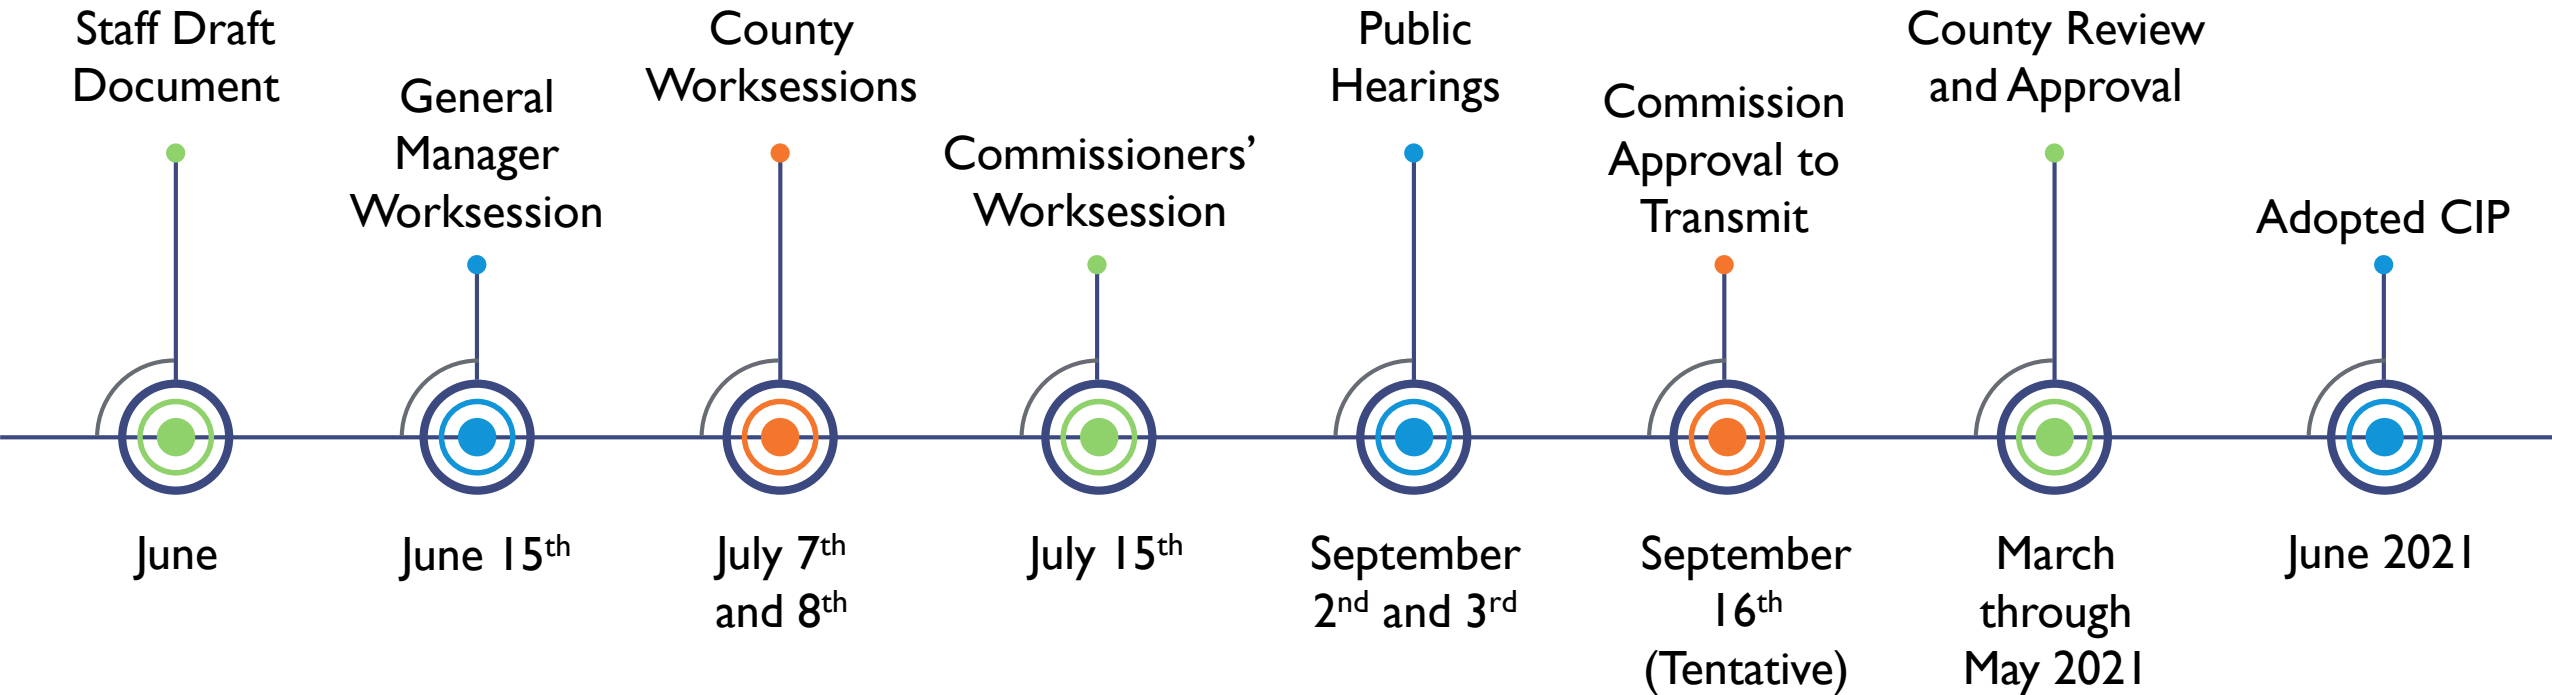 Staff Draft
Document
June
General
Manager
Worksession
June 15th
County
Worksessions
July 7th
and 8th
Commissioners’
Worksession
July 15th
Public
Hearings
September
2nd and 3rd
Commission
Approval to
Transmit
September
16th
(Tentative)
County Review
and Approval
March
through
May 2021
Adopted CIP
June 2021